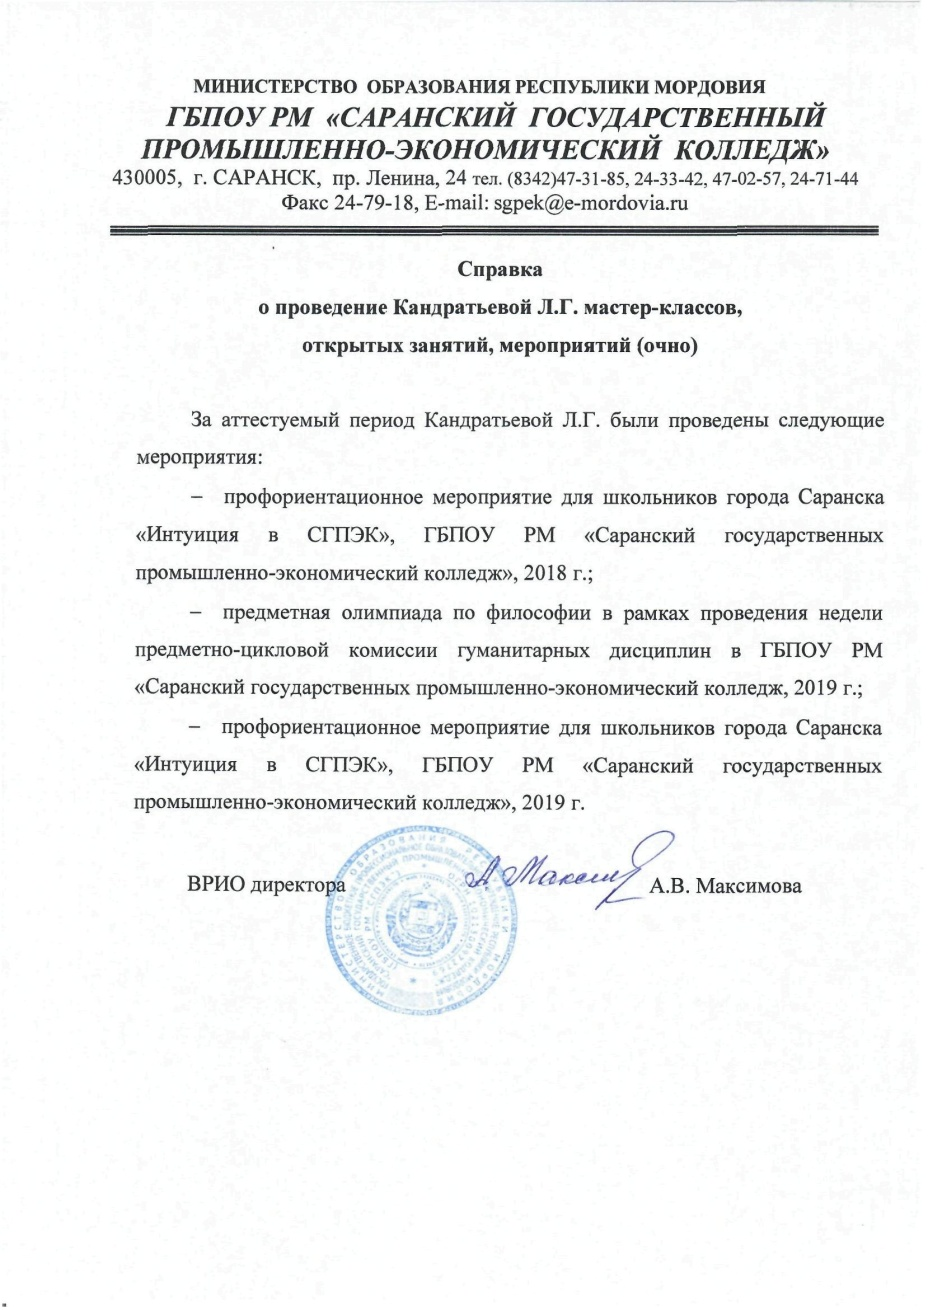 МИНИСТЕРСТВО ОБРАЗОВАНИЯ РЕСПУБЛИКИ МОРДОВИЯ
ГБПОУ РМ «САРАНСКИЙ ГОСУДАРСТВЕННЫЙ
ПРОМЫШЛЕННО-ЭКОНОМИЧЕСКИЙ КОЛЛЕДЖ»
430005, г. САРАНСК, пр. Ленина, 24 тел. (8342)47-31-85, 24-33-42, 47-02-57, 24-71-44
Факс 24-79-18, E-mail: sgpek@e-mordovia.ru
Справка
о проведение Кандратьевой Л.Г. мастер-классов,
открытых занятий, мероприятий (очно)
За аттестуемый период Кандратьевой Л.Г. были проведены следующие
мероприятия:
– профориентационное мероприятие для школьников города Саранска
«Интуиция в СГПЭК», ГБПОУ РМ «Саранский государственных
промышленно-экономический колледж», 2018 г.;
– предметная олимпиада по философии в рамках проведения недели
предметно-цикловой комиссии гуманитарных дисциплин в ГБПОУ РМ
«Саранский государственных промышленно-экономический колледж, 2019 г.;
– профориентационное мероприятие для школьников города Саранска
«Интуиция в СГПЭК», ГБПОУ РМ «Саранский государственных
промышленно-экономический колледж», 2019 г.
ВРИО директора А. Максим А.В. Максимова
МИНИСТЕРСТВО ОБРАЗОВАНИЯ РЕСПУБЛИКИ МОРДОВИЯ